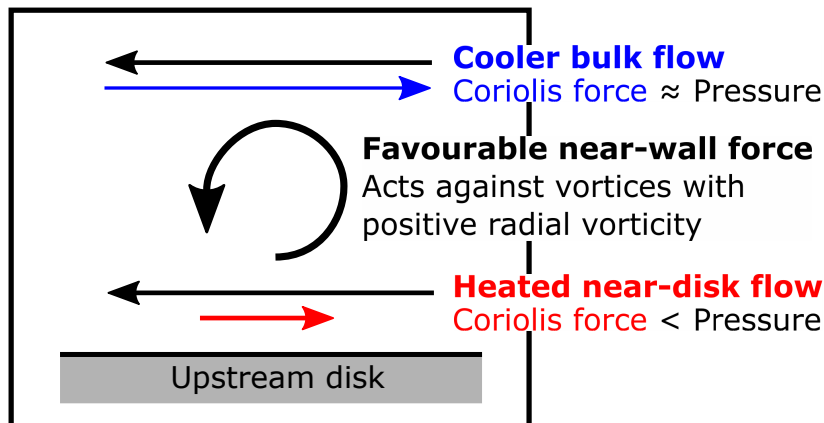 Cooler bulk flow
Coriolis force ≈ Pressure
Favourable near-wall force
Acts against vortices with
positive radial vorticity
Heated near-disk flow
Coriolis force < Pressure
Upstream disk